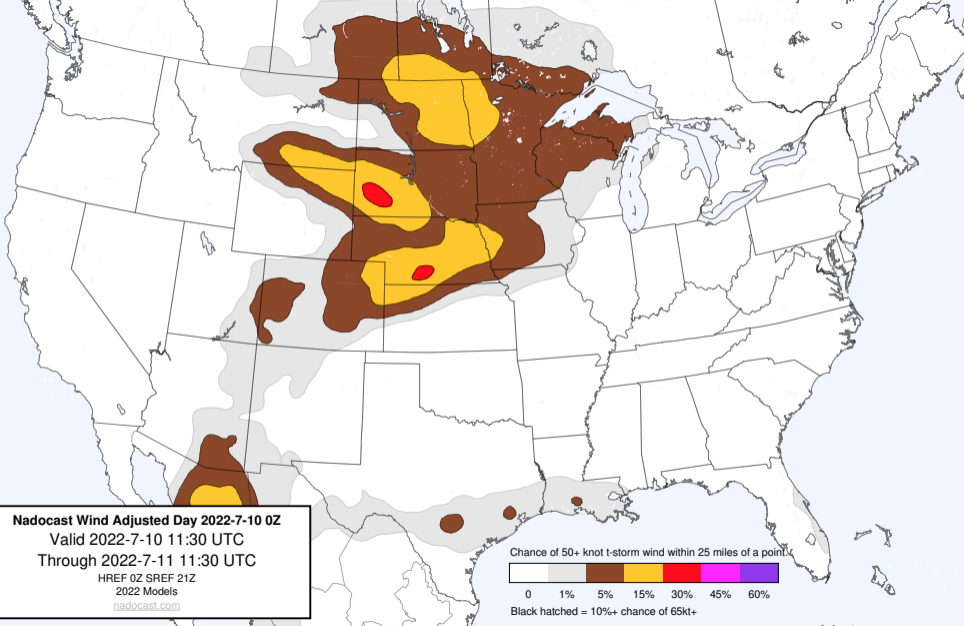 Nadocast Wind Adjusted Day 2022-7-10 0Z
Valid 2022-7-10 11:30 UTC
Through 2022-7-11 11:30 UTC
HREF 0Z SREF 21Z
2022 Models
nadocast.com
Chance of 50+ knot t-storm wind within 25 miles of a point.
0 1% 5% 15% 30% 45% 60%
Black hatched = 10%+ chance of 65kt+